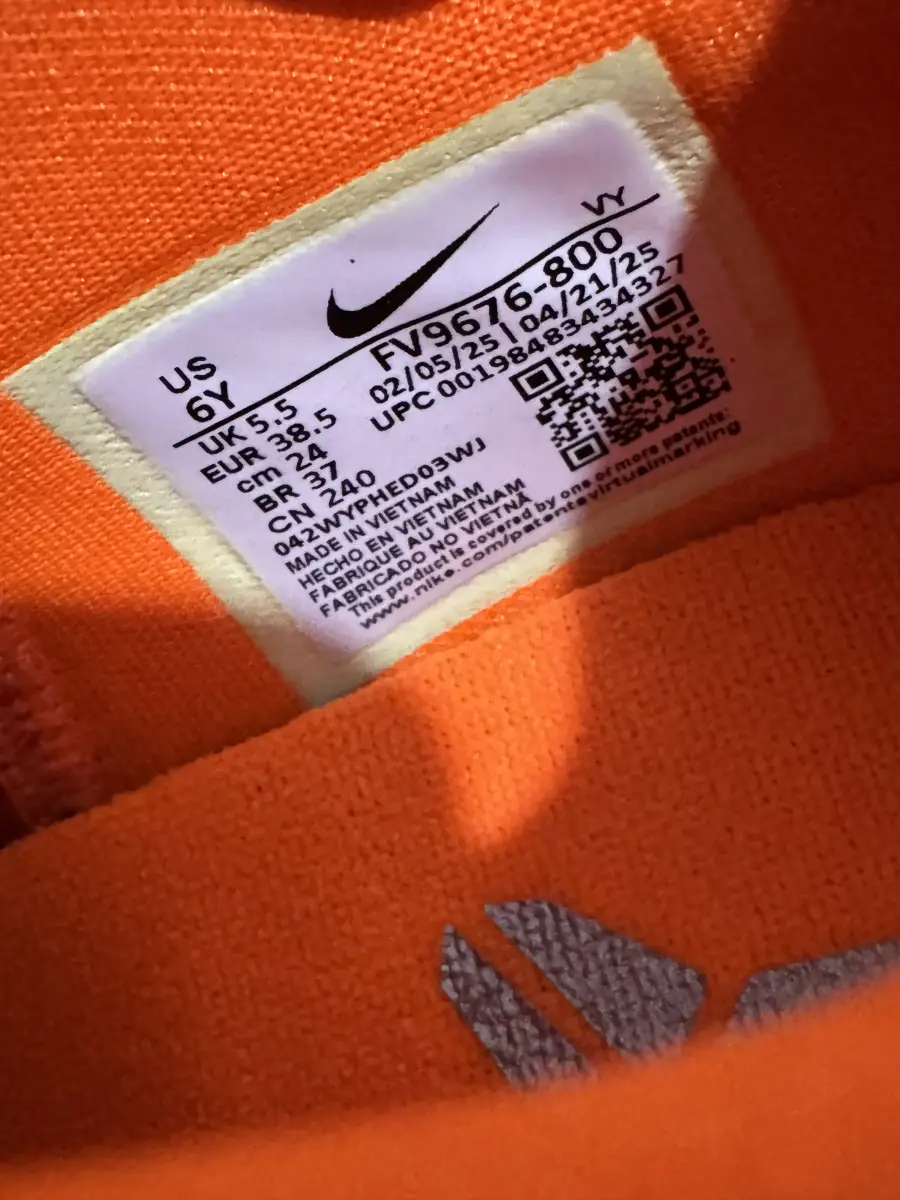 US
6Y
VY
UK 5.5
EUR 38.5
cm 24
BR 37
CN 240
FV9676-800
02/05/25 | 04/21/25
UPC 00198483434327
042WYPHED03WJ
MADE IN VIETNAM
HECHO EN VIETNAM
FABRIQUE AU VIETNAM
FABRICADO NO VIETNÃ
This product is covered by one or more patents:
www.nike.com/patentsvirtualmarking